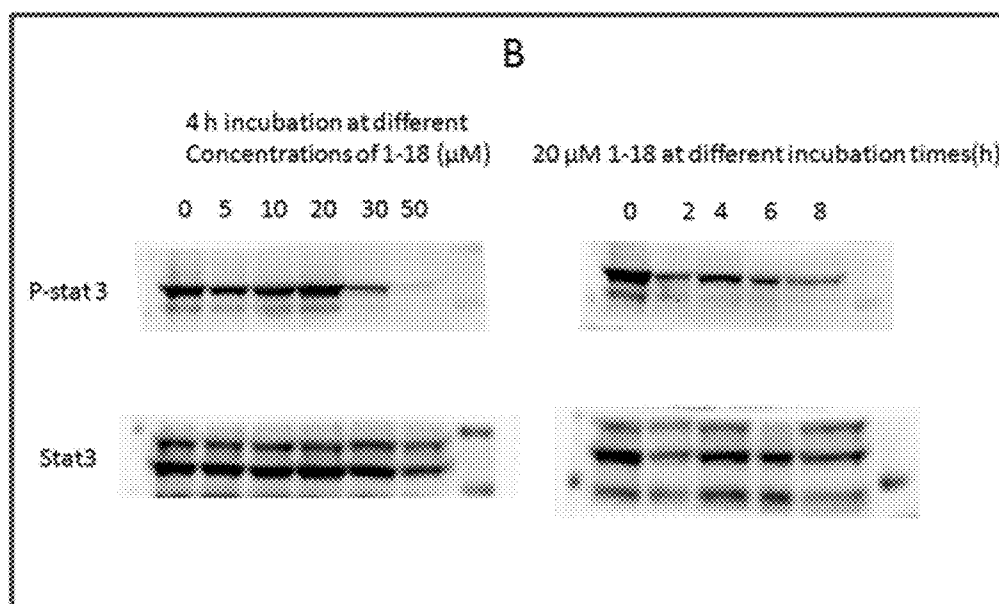 B
4 h incubation at different
Concentrations of 1-18 (μM)
0 5 10 20 30 50
20 μM 1-18 at different incubation times(h)
0 2 4 6 8
P-stat 3
Stat3